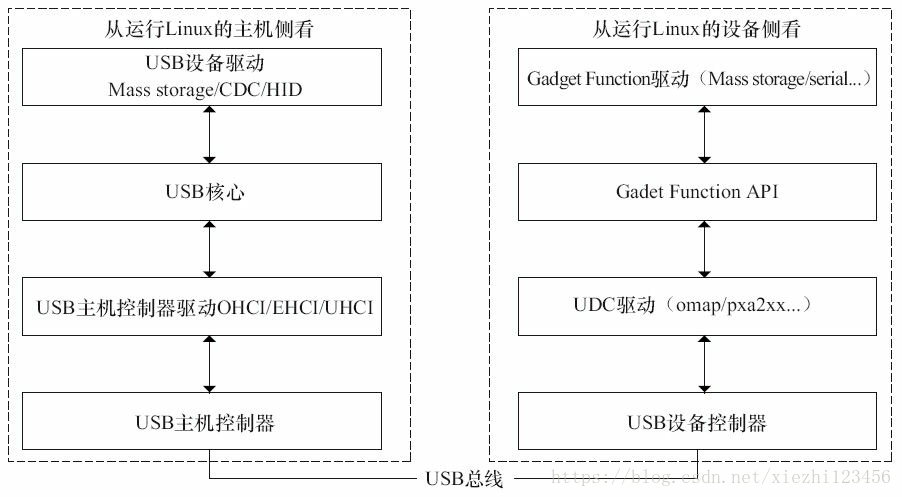 从运行Linux的主机侧看
USB设备驱动
Mass storage/CDC/HID
USB核心
USB主机控制器驱动OHCI/EHCI/UHCI
USB主机控制器
从运行Linux的设备侧看
Gadget Function驱动（Mass storage/serial...）
Gadet Function API
UDC驱动（omap/pxa2xx...）
USB设备控制器
USB总线
https://blog.csdn.net/xiezhi123456